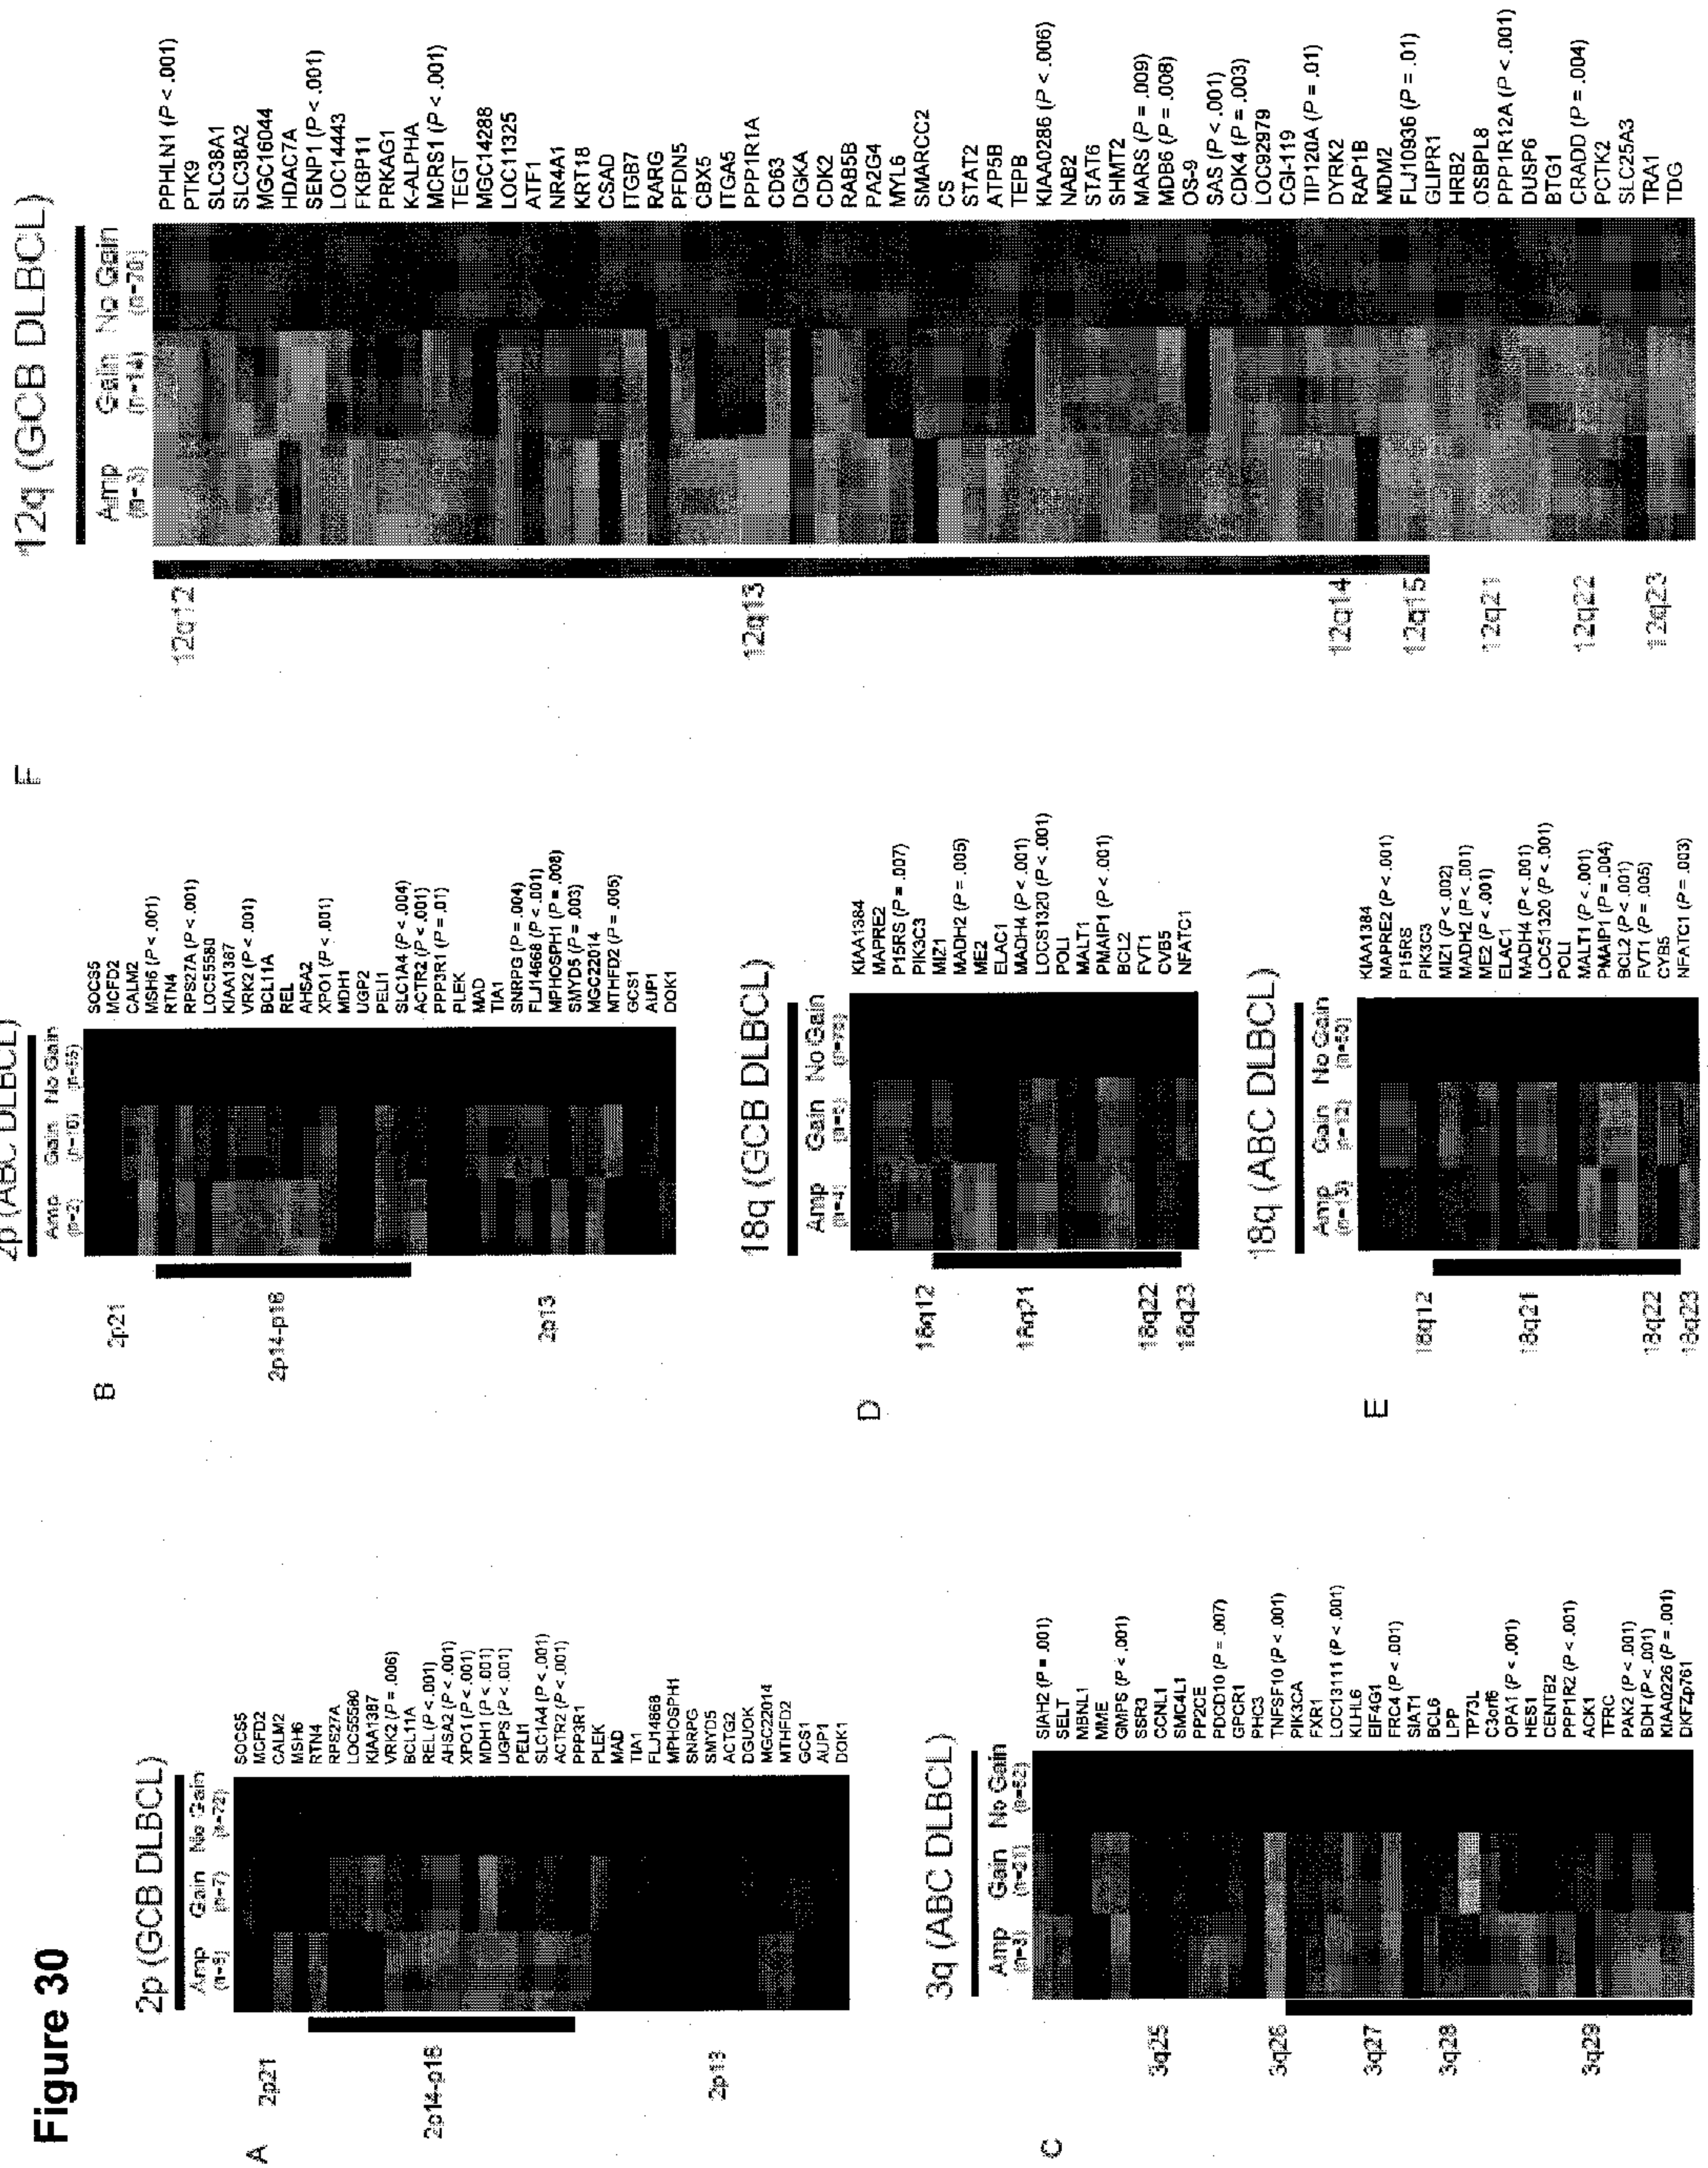 Figure 30
A
2p (GCB DLBCL)
Amp Gain No Gain
(n=7) (n=72)
2p21
2p14-p16
2p13
SOCS5
MCFD2
CALM2
MSH6
RTN4
RPS27A
LOC55580
KIAA1387
VRK2 (P = .006)
BCL11A
REL (P < .001)
AHSA2 (P < .001)
XPO1 (P < .001)
MDH1 (P < .001)
UGPS (P < .001)
PELI1
SLC1A4 (P < .001)
ACTR2 (P < .001)
PPP3R1
PLEK
MAD
TIA1
FLJ14668
MPHOSPH1
SNRPG
SMYD5
ACTG2
DGUOK
MGC22014
MTHFD2
GCS1
AUP1
DOK1
B
2p (ABC DLBCL)
Amp Gain No Gain
(n=2) (n=10)
2p21
2p14-p16
2p13
SOCS5
MCFD2
CALM2
MSH6 (P < .001)
RTN4
RPS27A (P < .001)
LOC55580
KIAA1387
VRK2 (P < .001)
BCL11A
REL
AHSA2
XPO1 (P < .001)
MDH1
UGP2
PELI1
SLC1A4 (P < .004)
ACTR2 (P < .001)
PPP3R1 (P = .01)
PLEK
MAD
TIA1
SNRPG (P = .004)
FLJ14668 (P < .001)
MPHOSPH1 (P = .008)
SMYD5 (P = .003)
MGC22014
MTHFD2 (P = .005)
GCS1
AUP1
DOK1
C
3q (ABC DLBCL)
Amp Gain No Gain
(n=21) (n=52)
3q25
3q26
3q27
3q28
3q29
SIAH2 (P = .001)
SELT
MBNL1
MME
GMPS (P < .001)
SSR3
CCNL1
SMC4L1
PP2CE
PDCD10 (P = .007)
GPCR1
PHC3
TNFSF10 (P < .001)
PIK3CA
FXR1
LOC13111 (P < .001)
KLHL6
EIF4G1
FRC4 (P < .001)
SIAT1
BCL6
LPP
TP73L
C3orf6
OPA1 (P < .001)
HES1
CENTB2
PPP1R2 (P < .001)
ACK1
TFRC
PAK2 (P < .001)
BDH (P < .001)
KIAA0226 (P = .001)
DKFZp761
D
18q (GCB DLBCL)
Amp Gain No Gain
(n=4) (n=5)
18q12
18q21
18q22
18q23
KIAA1384
MAPRE2
P15RS (P = .007)
PIK3C3
MIZ1
MADH2 (P = .005)
ME2
ELAC1
MADH4 (P < .001)
LOCS1320 (P < .001)
POLI
MALT1
PMAIP1 (P < .001)
BCL2
FVT1
CVB5
NFATC1
E
18q (ABC DLBCL)
Amp Gain No Gain
(n=13) (n=12)
18q12
18q21
18q22
18q23
KIAA1384
MAPRE2 (P < .001)
P15RS
PIK3C3
MIZ1 (P < .002)
MADH2 (P < .001)
ME2 (P < .001)
ELAC1
MADH4 (P < .001)
LOC51320 (P < .001)
POLI
MALT1 (P < .001)
PMAIP1 (P = .004)
BCL2 (P < .001)
FVT1 (P = .005)
CYB5
NFATC1 (P = .003)
F
12q (GCB DLBCL)
Amp Gain No Gain
(n=3) (n=14) (n=70)
12q12
12q13
12q14
12q15
12q21
12q22
12q23
PPHLN1 (P < .001)
PTK9
SLC38A1
SLC38A2
MGC16044
HDAC7A
SENP1 (P < .001)
LOC14443
FKBP11
PRKAG1
K-ALPHA
MCRS1 (P < .001)
TEGT
MGC14288
LOC11325
ATF1
NR4A1
KRT18
CSAD
ITGB7
RARG
PFDN5
CBX5
ITGA5
PPP1R1A
CD63
DGKA
CDK2
RAB5B
PA2G4
MYL6
SMARCC2
CS
STAT2
ATP5B
TEPB
KIAA0286 (P < .006)
NAB2
STAT6
SHMT2
MARS (P = .009)
MDB6 (P = .008)
OS-9
SAS (P < .001)
CDK4 (P = .003)
LOC92979
CGI-119
TIP120A (P = .01)
DYRK2
RAP1B
MDM2
FLJ10936 (P = .01)
GLIPR1
HRB2
OSBPL8
PPP1R12A (P < .001)
DUSP6
BTG1
CRADD (P = .004)
PCTK2
SLC25A3
TRA1
TDG